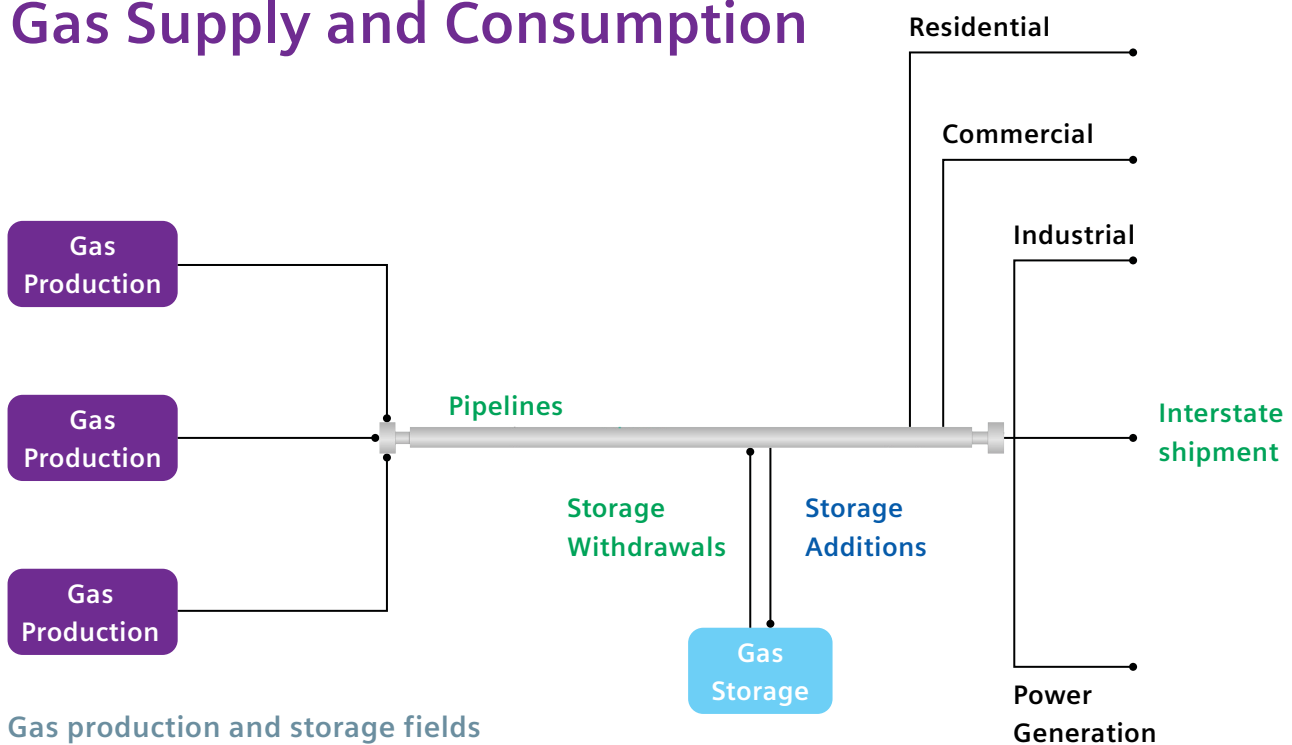 Gas Supply and Consumption
Residential
Commercial
Industrial
Gas
Production
Gas
Production
Pipelines
Interstate
shipment
Storage
Withdrawals
Storage
Additions
Gas
Production
Gas
Storage
Power
Generation
Gas production and storage fields